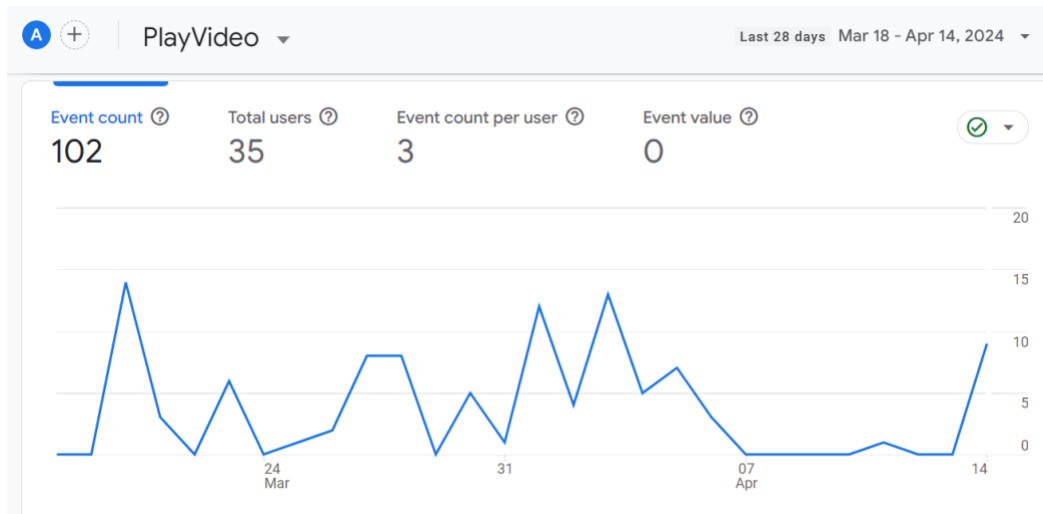 A + PlayVideo Last 28 days Mar 18 - Apr 14, 2024
Event count ? Total users ? Event count per user ? Event value ?
102 35 3 0
20
15
10
5
0
24 31 07 14
Mar Apr